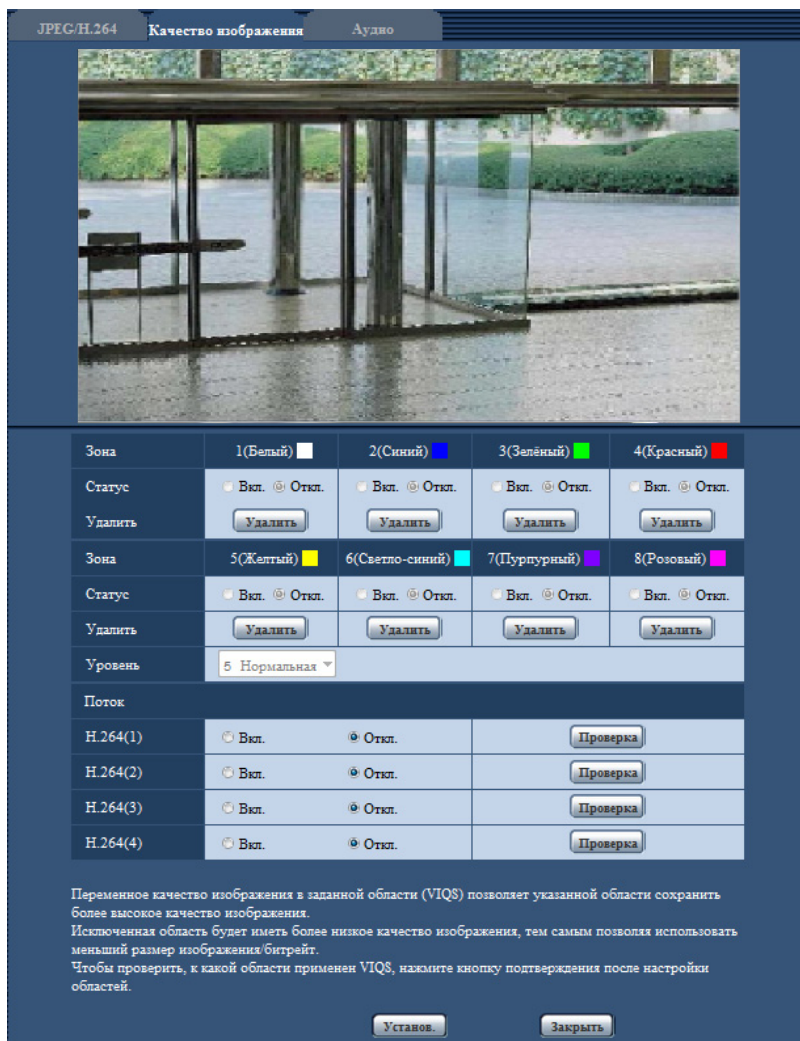 JPEG/H.264 Качество изображения Аудио
Зона 1(Белый) 2(Синий) 3(Зелёный) 4(Красный)
Статус Вкл. Откл. Вкл. Откл. Вкл. Откл. Вкл. Откл.
Удалить Удалить Удалить Удалить Удалить
Зона 5(Желтый) 6(Светло-синий) 7(Пурпурный) 8(Розовый)
Статус Вкл. Откл. Вкл. Откл. Вкл. Откл. Вкл. Откл.
Удалить Удалить Удалить Удалить Удалить
Уровень 5 Нормальная
Поток
H.264(1) Вкл. Откл. Проверка
H.264(2) Вкл. Откл. Проверка
H.264(3) Вкл. Откл. Проверка
H.264(4) Вкл. Откл. Проверка
Переменное качество изображения в заданной области (VIQS) позволяет указанной области сохранить
более высокое качество изображения.
Исключенная область будет иметь более низкое качество изображения, тем самым позволяя использовать
меньший размер изображения/битрейт.
Чтобы проверить, к какой области применен VIQS, нажмите кнопку подтверждения после настройки
областей.
Установ. Закрыть